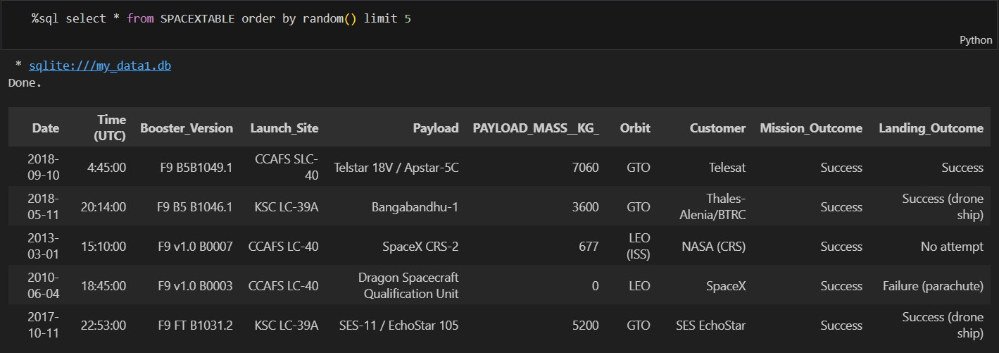 %sql select * from SPACEXTABLE order by random() limit 5
Python
* sqlite:///my_data1.db
Done.
Date Time (UTC) Booster_Version Launch_Site Payload PAYLOAD_MASS__KG_ Orbit Customer Mission_Outcome Landing_Outcome
2018-09-10 4:45:00 F9 B5B1049.1 CCAFS SLC-40 Telstar 18V / Apstar-5C 7060 GTO Telesat Success Success
2018-05-11 20:14:00 F9 B5 B1046.1 KSC LC-39A Bangabandhu-1 3600 GTO Thales-Alenia/BTRC Success Success (drone ship)
2013-03-01 15:10:00 F9 v1.0 B0007 CCAFS LC-40 SpaceX CRS-2 677 LEO (ISS) NASA (CRS) Success No attempt
2010-06-04 18:45:00 F9 v1.0 B0003 CCAFS LC-40 Dragon Spacecraft Qualification Unit 0 LEO SpaceX Success Failure (parachute)
2017-10-11 22:53:00 F9 FT B1031.2 KSC LC-39A SES-11 / EchoStar 105 5200 GTO SES EchoStar Success Success (drone ship)